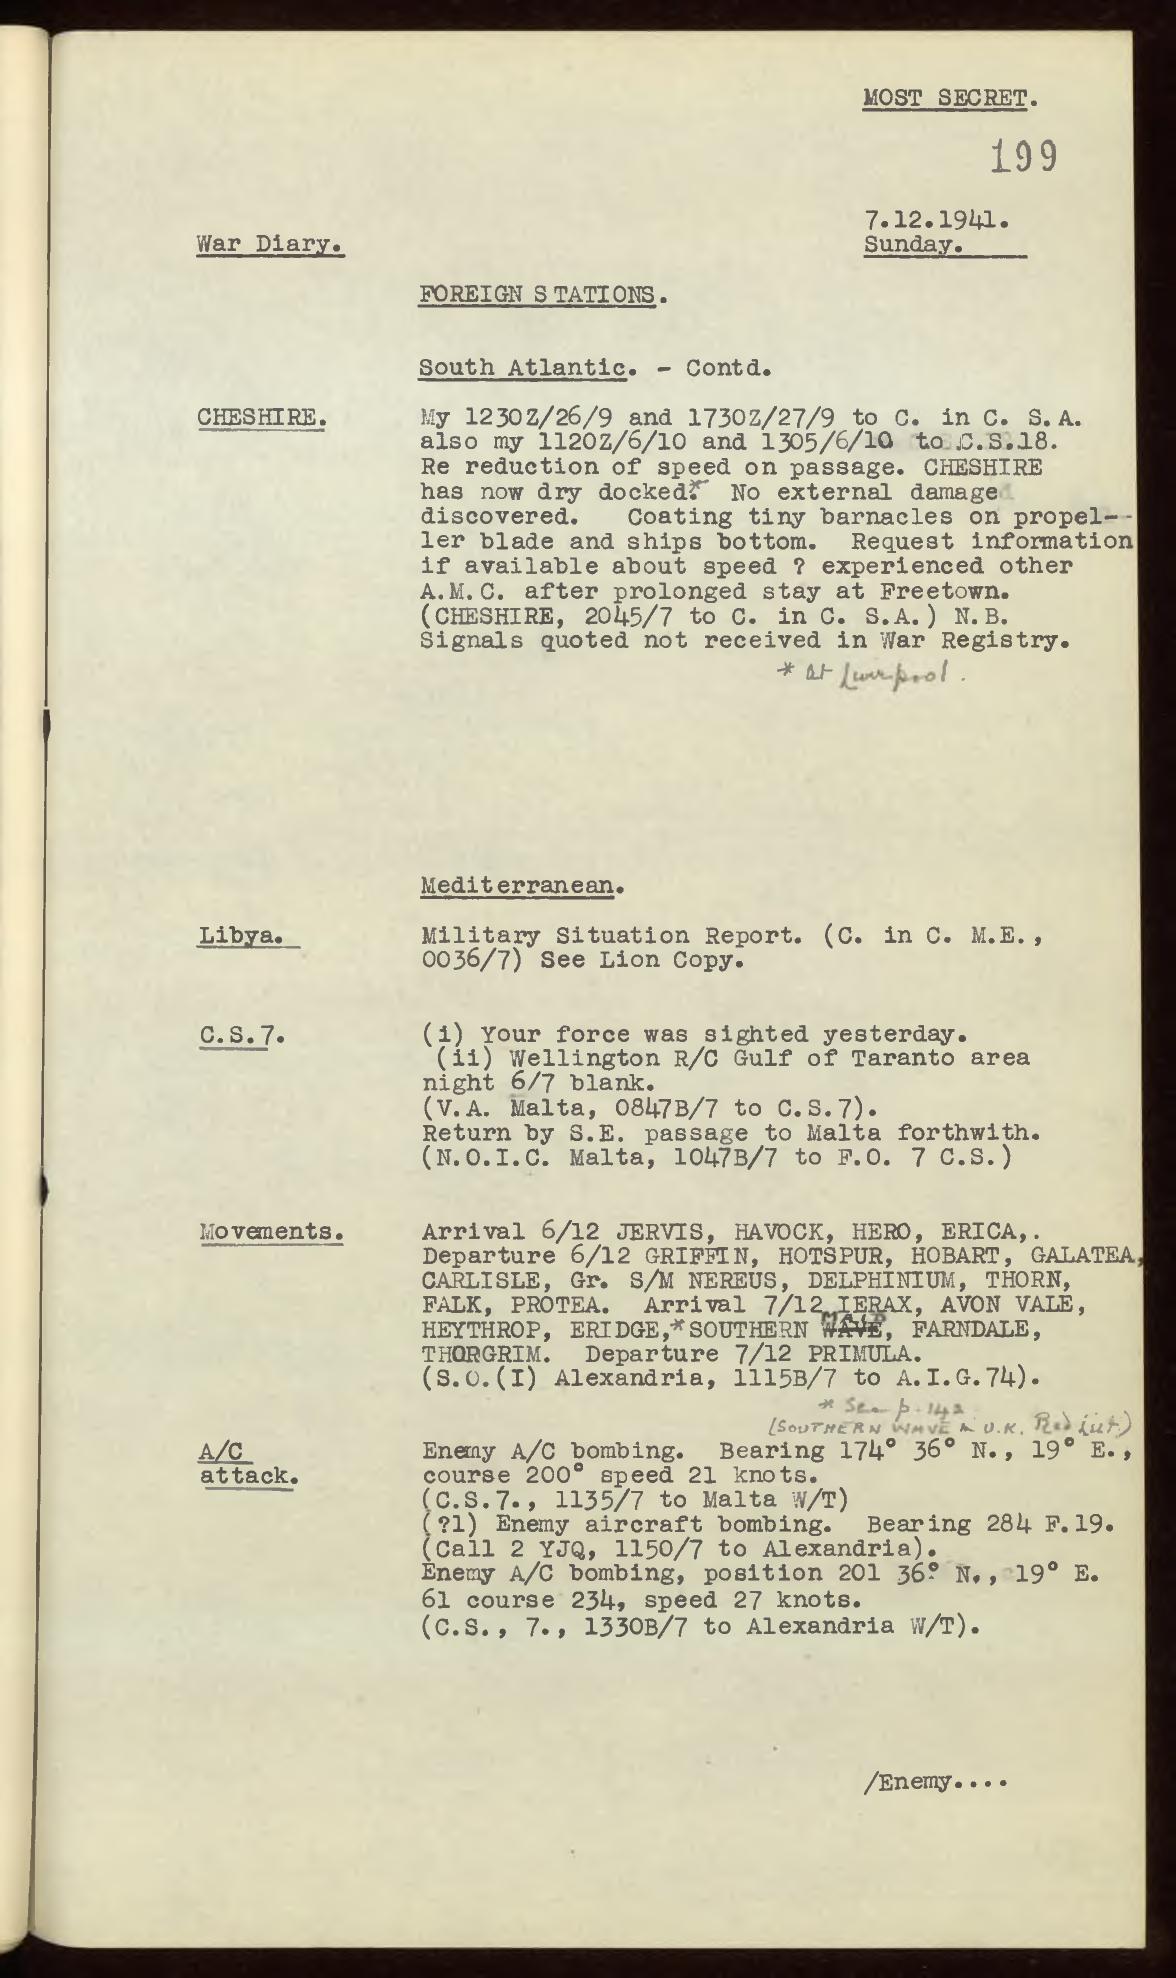 MOST SECRET.
199
7.12.1941.
War Diary.
Sunday.
FOREIGN STATIONS.
South Atlantic. - Contd.
CHESHIRE.
My 1230Z/26/9 and 1730Z/27/9 to C. in C. S.A.
also my 1120Z/6/10 and 1305/6/10 to C.S.18.
Re reduction of speed on passage. CHESHIRE
has now dry docked.* No external damage
discovered. Coating tiny barnacles on propel--
ler blade and ships bottom. Request information
if available about speed ? experienced other
A.M.C. after prolonged stay at Freetown.
(CHESHIRE, 2045/7 to C. in C. S.A.) N.B.
Signals quoted not received in War Registry.
* at Liverpool.
Mediterranean.
Libya.
Military Situation Report. (C. in C. M.E.,
0036/7) See Lion Copy.
C.S.7.
(i) Your force was sighted yesterday.
(ii) Wellington R/C Gulf of Taranto area
night 6/7 blank.
(V.A. Malta, 0847B/7 to C.S.7).
Return by S.E. passage to Malta forthwith.
(N.O.I.C. Malta, 1047B/7 to F.O. 7 C.S.)
Movements.
Arrival 6/12 JERVIS, HAVOCK, HERO, ERICA,.
Departure 6/12 GRIFFIN, HOTSPUR, HOBART, GALATEA,
CARLISLE, Gr. S/M NEREUS, DELPHINIUM, THORN,
FALK, PROTEA. Arrival 7/12 IERAX, AVON VALE,
HEYTHROP, ERIDGE,* SOUTHERN WAVE, FARNDALE,
THORGRIM. Departure 7/12 PRIMULA.
(S.O.(I) Alexandria, 1115B/7 to A.I.G.74).
* See p. 142
(SOUTHERN WAVE U.K.
A/C
attack.
Enemy A/C bombing. Bearing 174° 36° N., 19° E.,
course 200° speed 21 knots.
(C.S.7., 1135/7 to Malta W/T)
(?1) Enemy aircraft bombing. Bearing 284 F.19.
(Call 2 YJQ, 1150/7 to Alexandria).
Enemy A/C bombing, position 201 36° N., 19° E.
61 course 234, speed 27 knots.
(C.S., 7., 1330B/7 to Alexandria W/T).
/Enemy....